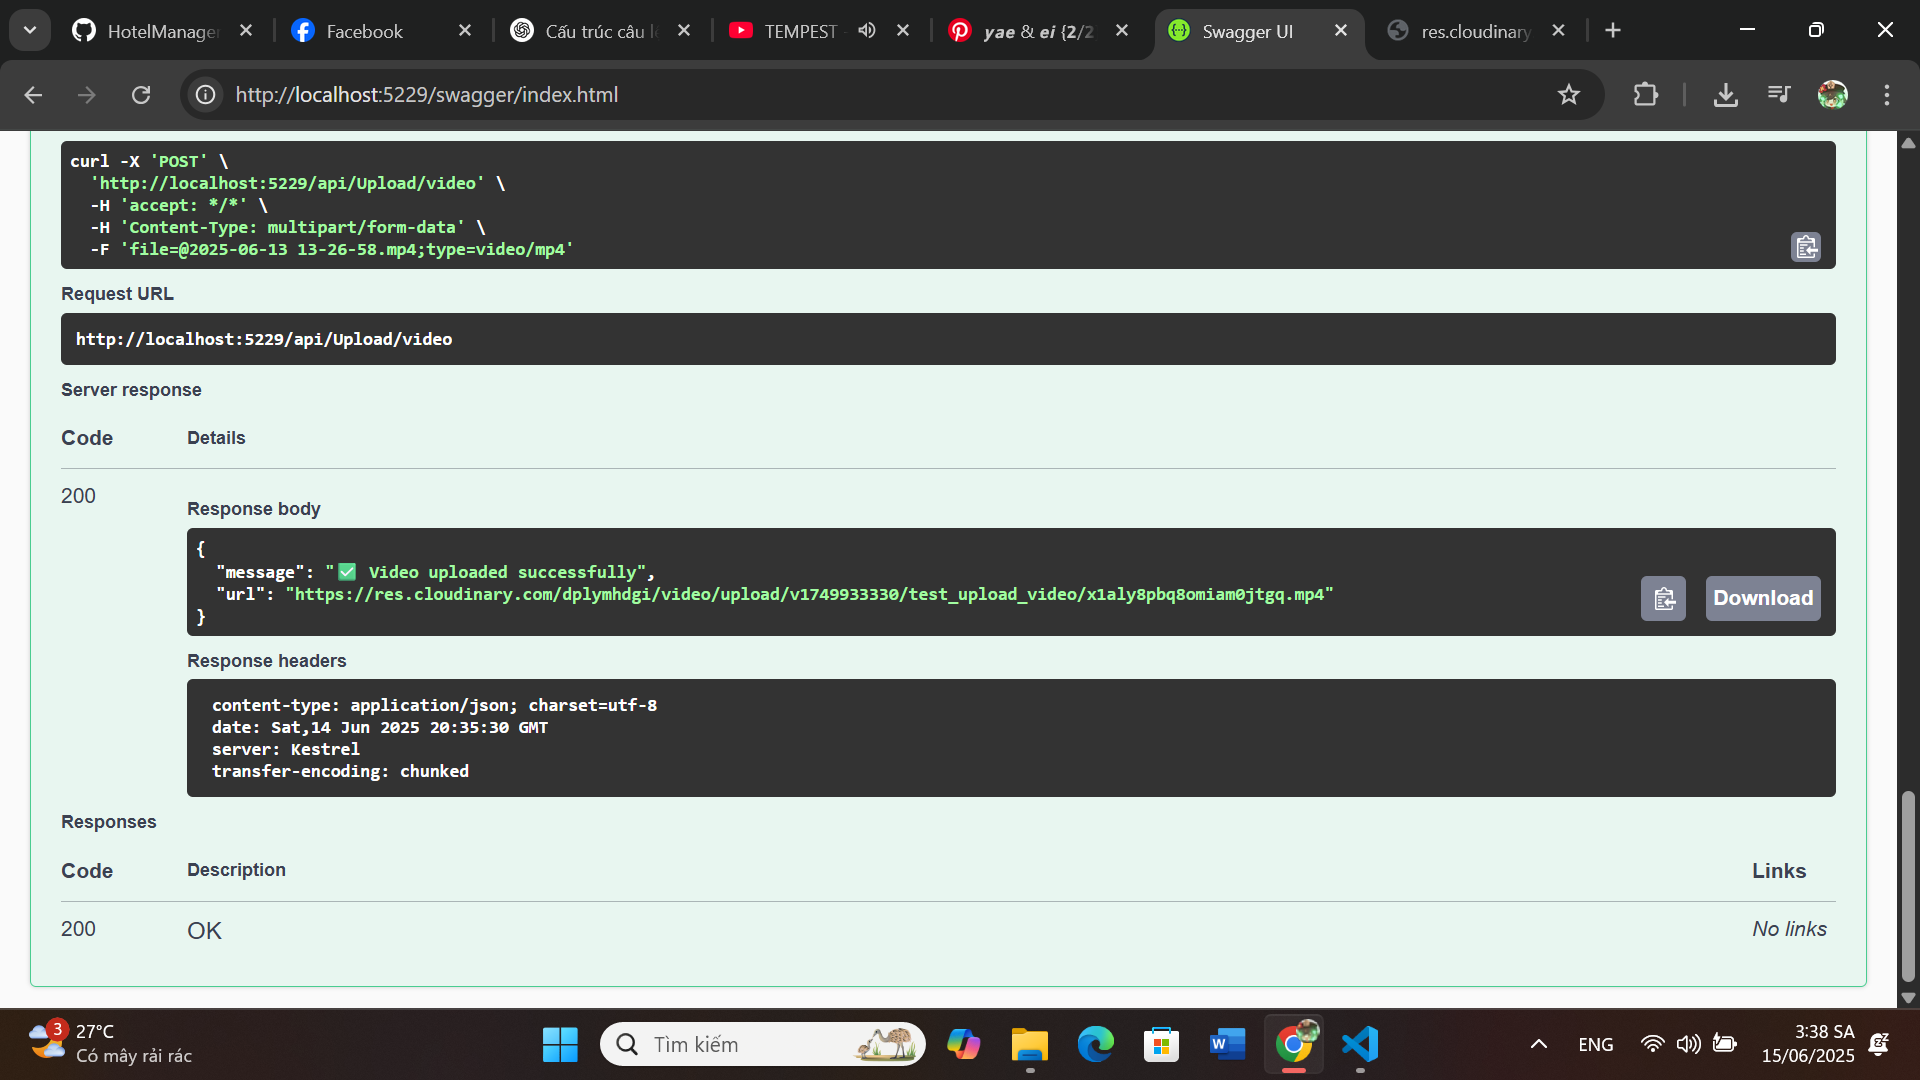 HotelManager
Facebook
Cấu trúc câu lệ
TEMPEST -
yae & ei {2/2
Swagger UI
res.cloudinary
http://localhost:5229/swagger/index.html
curl -X 'POST' \
'http://localhost:5229/api/Upload/video' \
-H 'accept: */*' \
-H 'Content-Type: multipart/form-data' \
-F 'file=@2025-06-13 13-26-58.mp4;type=video/mp4'
Request URL
http://localhost:5229/api/Upload/video
Server response
Code Details
200
Response body
{
"message": "✅ Video uploaded successfully",
"url": "https://res.cloudinary.com/dplymhdgi/video/upload/v1749933330/test_upload_video/x1aly8pbq8omiam0jtgq.mp4"
}
Download
Response headers
content-type: application/json; charset=utf-8
date: Sat,14 Jun 2025 20:35:30 GMT
server: Kestrel
transfer-encoding: chunked
Responses
Code Description Links
200 OK No links
3
27°C
Có mây rải rác
Tìm kiếm
W
ENG
3:38 SA
15/06/2025